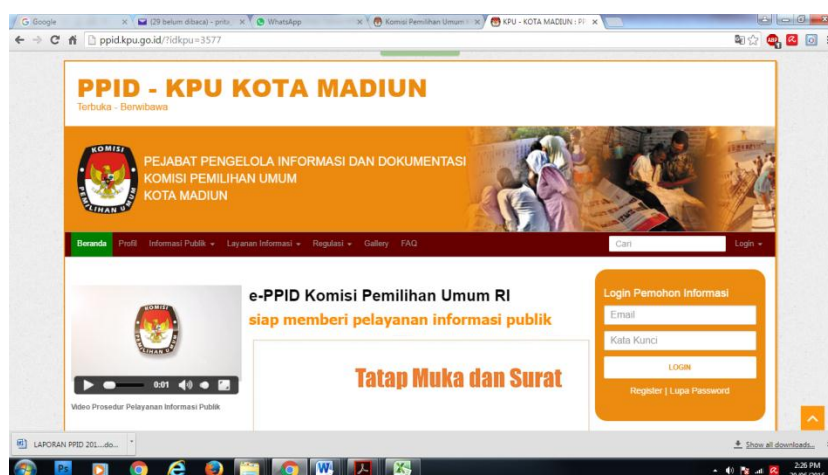 Google
(29 belum dibaca) - prita_
WhatsApp
Komisi Pemilihan Umum
KPU - KOTA MADIUN : PP
ppid.kpu.go.id/?idkpu=3577
PPID - KPU KOTA MADIUN
Terbuka - Berwibawa
KOMISI
PEMILIHAN UMUM
PEJABAT PENGELOLA INFORMASI DAN DOKUMENTASI
KOMISI PEMILIHAN UMUM
KOTA MADIUN
Beranda Profil Informasi Publik Layanan Informasi Regulasi Gallery FAQ Cari Login
e-PPID Komisi Pemilihan Umum RI
siap memberi pelayanan informasi publik
Tatap Muka dan Surat
0:01
Video Prosedur Pelayanan Informasi Publik
Login Pemohon Informasi
Email
Kata Kunci
LOGIN
Register | Lupa Password
LAPORAN PPID 201....do...
Show all downloads...
2:26 PM